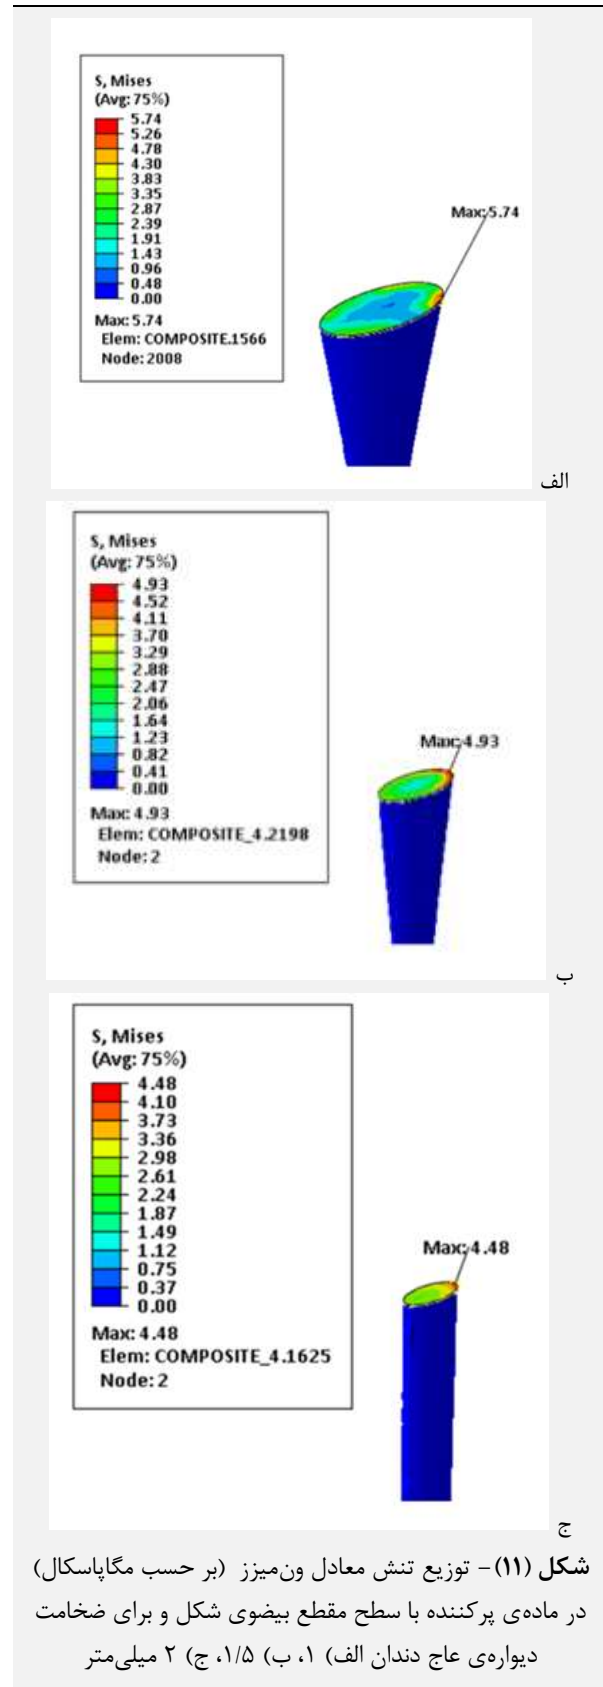 S, Mises
(Avg: 75%)
5.74
5.26
4.78
4.30
3.83
3.35
2.87
2.39
1.91
1.43
0.96
0.48
0.00
Max: 5.74
Elem: COMPOSITE.1566
Node: 2008
Max: 5.74
الف
S, Mises
(Avg: 75%)
4.93
4.52
4.11
3.70
3.29
2.88
2.47
2.06
1.64
1.23
0.82
0.41
0.00
Max: 4.93
Elem: COMPOSITE_4.2198
Node: 2
Max: 4.93
ب
S, Mises
(Avg: 75%)
4.48
4.10
3.73
3.36
2.98
2.61
2.24
1.87
1.49
1.12
0.75
0.37
0.00
Max: 4.48
Elem: COMPOSITE_4.1625
Node: 2
Max: 4.48
ج
شکل (۱۱)- توزیع تنش معادل ون‌میزز (بر حسب مگاپاسکال)
در ماده‌ی پرکننده با سطح مقطع بیضوی شکل و برای ضخامت
دیواره‌ی عاج دندان الف) ۱، ب) ۱/۵، ج) ۲ میلی‌متر